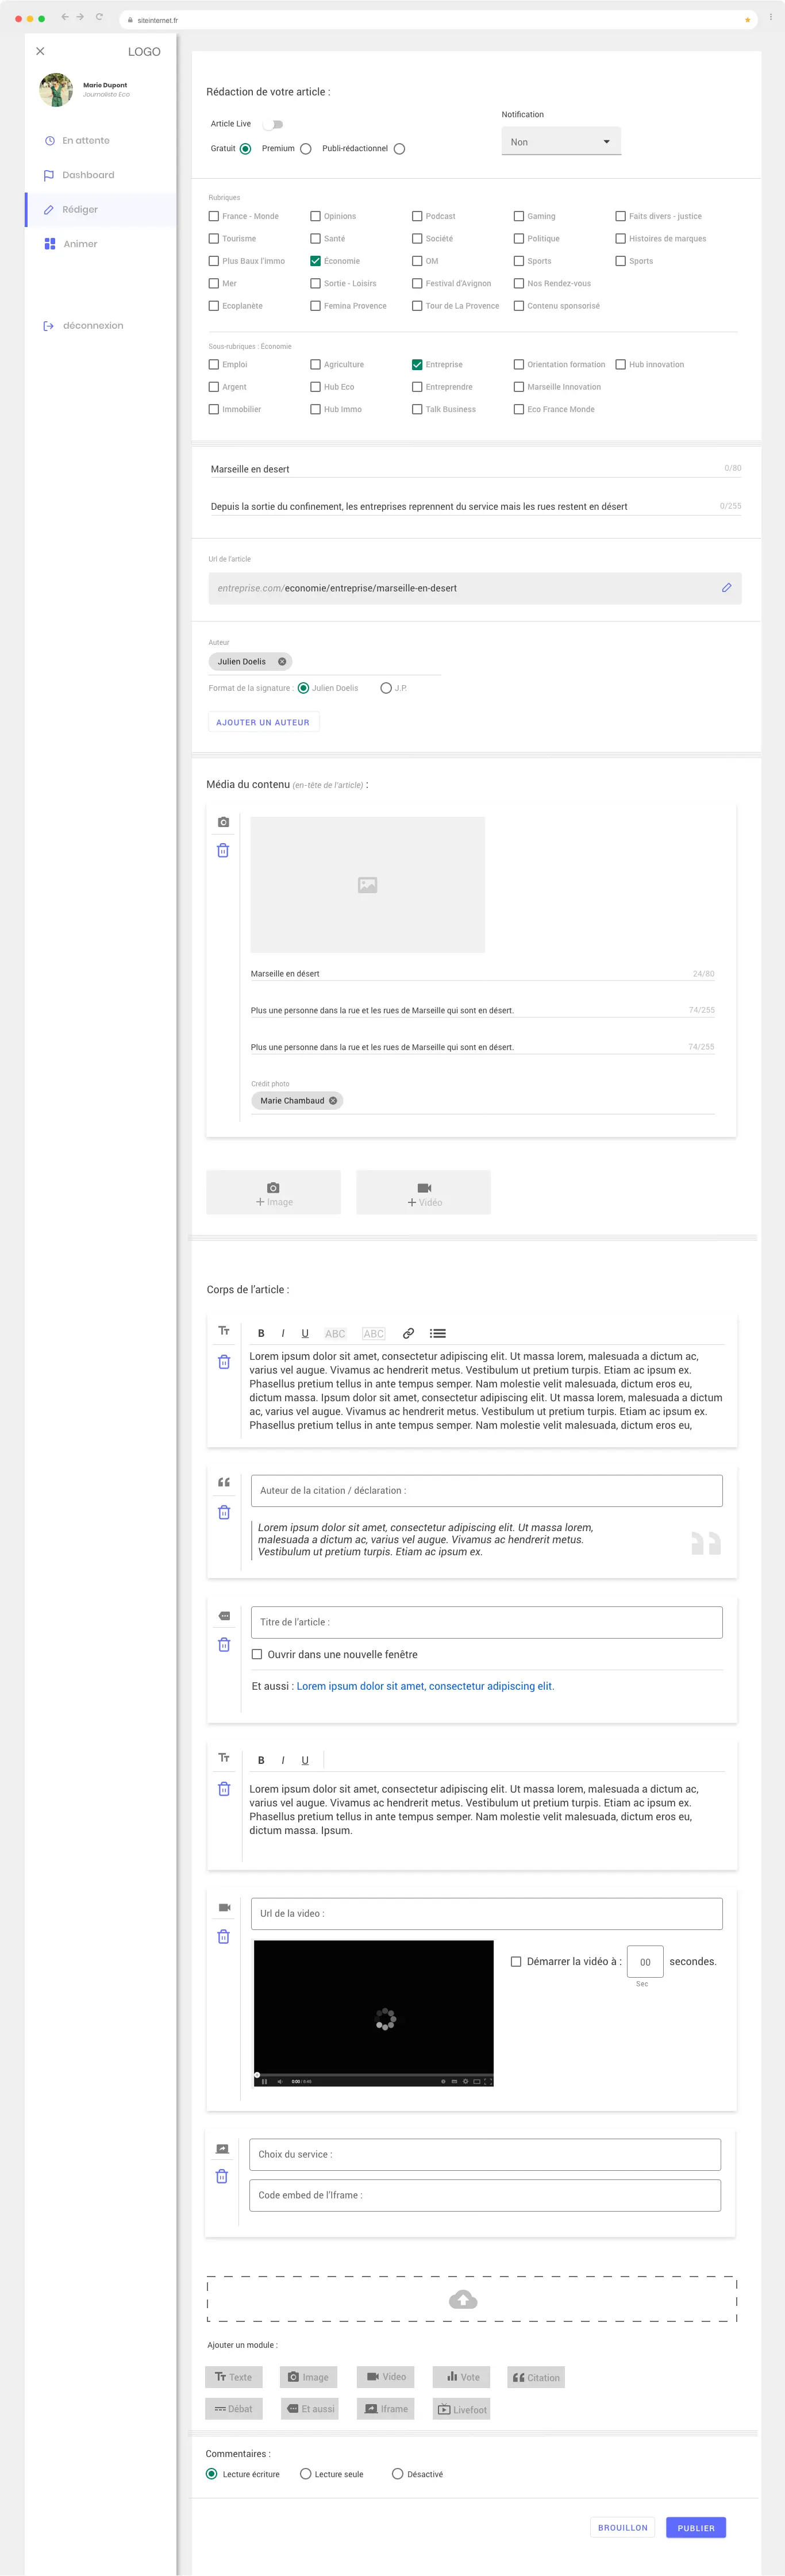 siteinternet.fr
LOGO
Marie Dupont
Journaliste Eco
En attente
Dashboard
Rédiger
Animer
déconnexion
Rédaction de votre article :
Article Live
Gratuit Premium Publi-rédactionnel
Notification
Non
Rubriques
France - Monde Opinions Podcast Gaming Faits divers - justice
Tourisme Santé Société Politique Histoires de marques
Plus Baux l'immo Économie OM Sports Sports
Mer Sortie - Loisirs Festival d'Avignon Nos Rendez-vous
Ecoplanète Femina Provence Tour de La Provence Contenu sponsorisé
Sous-rubriques : Économie
Emploi Agriculture Entreprise Orientation formation Hub innovation
Argent Hub Eco Entreprendre Marseille Innovation
Immobilier Hub Immo Talk Business Eco France Monde
Marseille en desert 0/80
Depuis la sortie du confinement, les entreprises reprennent du service mais les rues restent en désert 0/255
Url de l'article
entreprise.com/economie/entreprise/marseille-en-desert
Auteur
Julien Doelis
Format de la signature : Julien Doelis J.P.
AJOUTER UN AUTEUR
Média du contenu (en-tête de l'article) :
Marseille en désert 24/80
Plus une personne dans la rue et les rues de Marseille qui sont en désert. 74/255
Plus une personne dans la rue et les rues de Marseille qui sont en désert. 74/255
Crédit photo
Marie Chambaud
+ Image + Vidéo
Corps de l'article :
B I U ABC ABC
Lorem ipsum dolor sit amet, consectetur adipiscing elit. Ut massa lorem, malesuada a dictum ac,
varius vel augue. Vivamus ac hendrerit metus. Vestibulum ut pretium turpis. Etiam ac ipsum ex.
Phasellus pretium tellus in ante tempus semper. Nam molestie velit malesuada, dictum eros eu,
dictum massa. Ipsum dolor sit amet, consectetur adipiscing elit. Ut massa lorem, malesuada a dictum
ac, varius vel augue. Vivamus ac hendrerit metus. Vestibulum ut pretium turpis. Etiam ac ipsum ex.
Phasellus pretium tellus in ante tempus semper. Nam molestie velit malesuada, dictum eros eu,
Auteur de la citation / déclaration :
Lorem ipsum dolor sit amet, consectetur adipiscing elit. Ut massa lorem,
malesuada a dictum ac, varius vel augue. Vivamus ac hendrerit metus.
Vestibulum ut pretium turpis. Etiam ac ipsum ex.
Titre de l'article :
Ouvrir dans une nouvelle fenêtre
Et aussi : Lorem ipsum dolor sit amet, consectetur adipiscing elit.
B I U
Lorem ipsum dolor sit amet, consectetur adipiscing elit. Ut massa lorem, malesuada a dictum ac,
varius vel augue. Vivamus ac hendrerit metus. Vestibulum ut pretium turpis. Etiam ac ipsum ex.
Phasellus pretium tellus in ante tempus semper. Nam molestie velit malesuada, dictum eros eu,
dictum massa. Ipsum.
Url de la video :
Démarrer la vidéo à : 00 secondes.
Sec
Choix du service :
Code embed de l'Iframe :
Ajouter un module :
Texte Image Video Vote Citation
Débat Et aussi Iframe Livefoot
Commentaires :
Lecture écriture Lecture seule Désactivé
BROUILLON PUBLIER